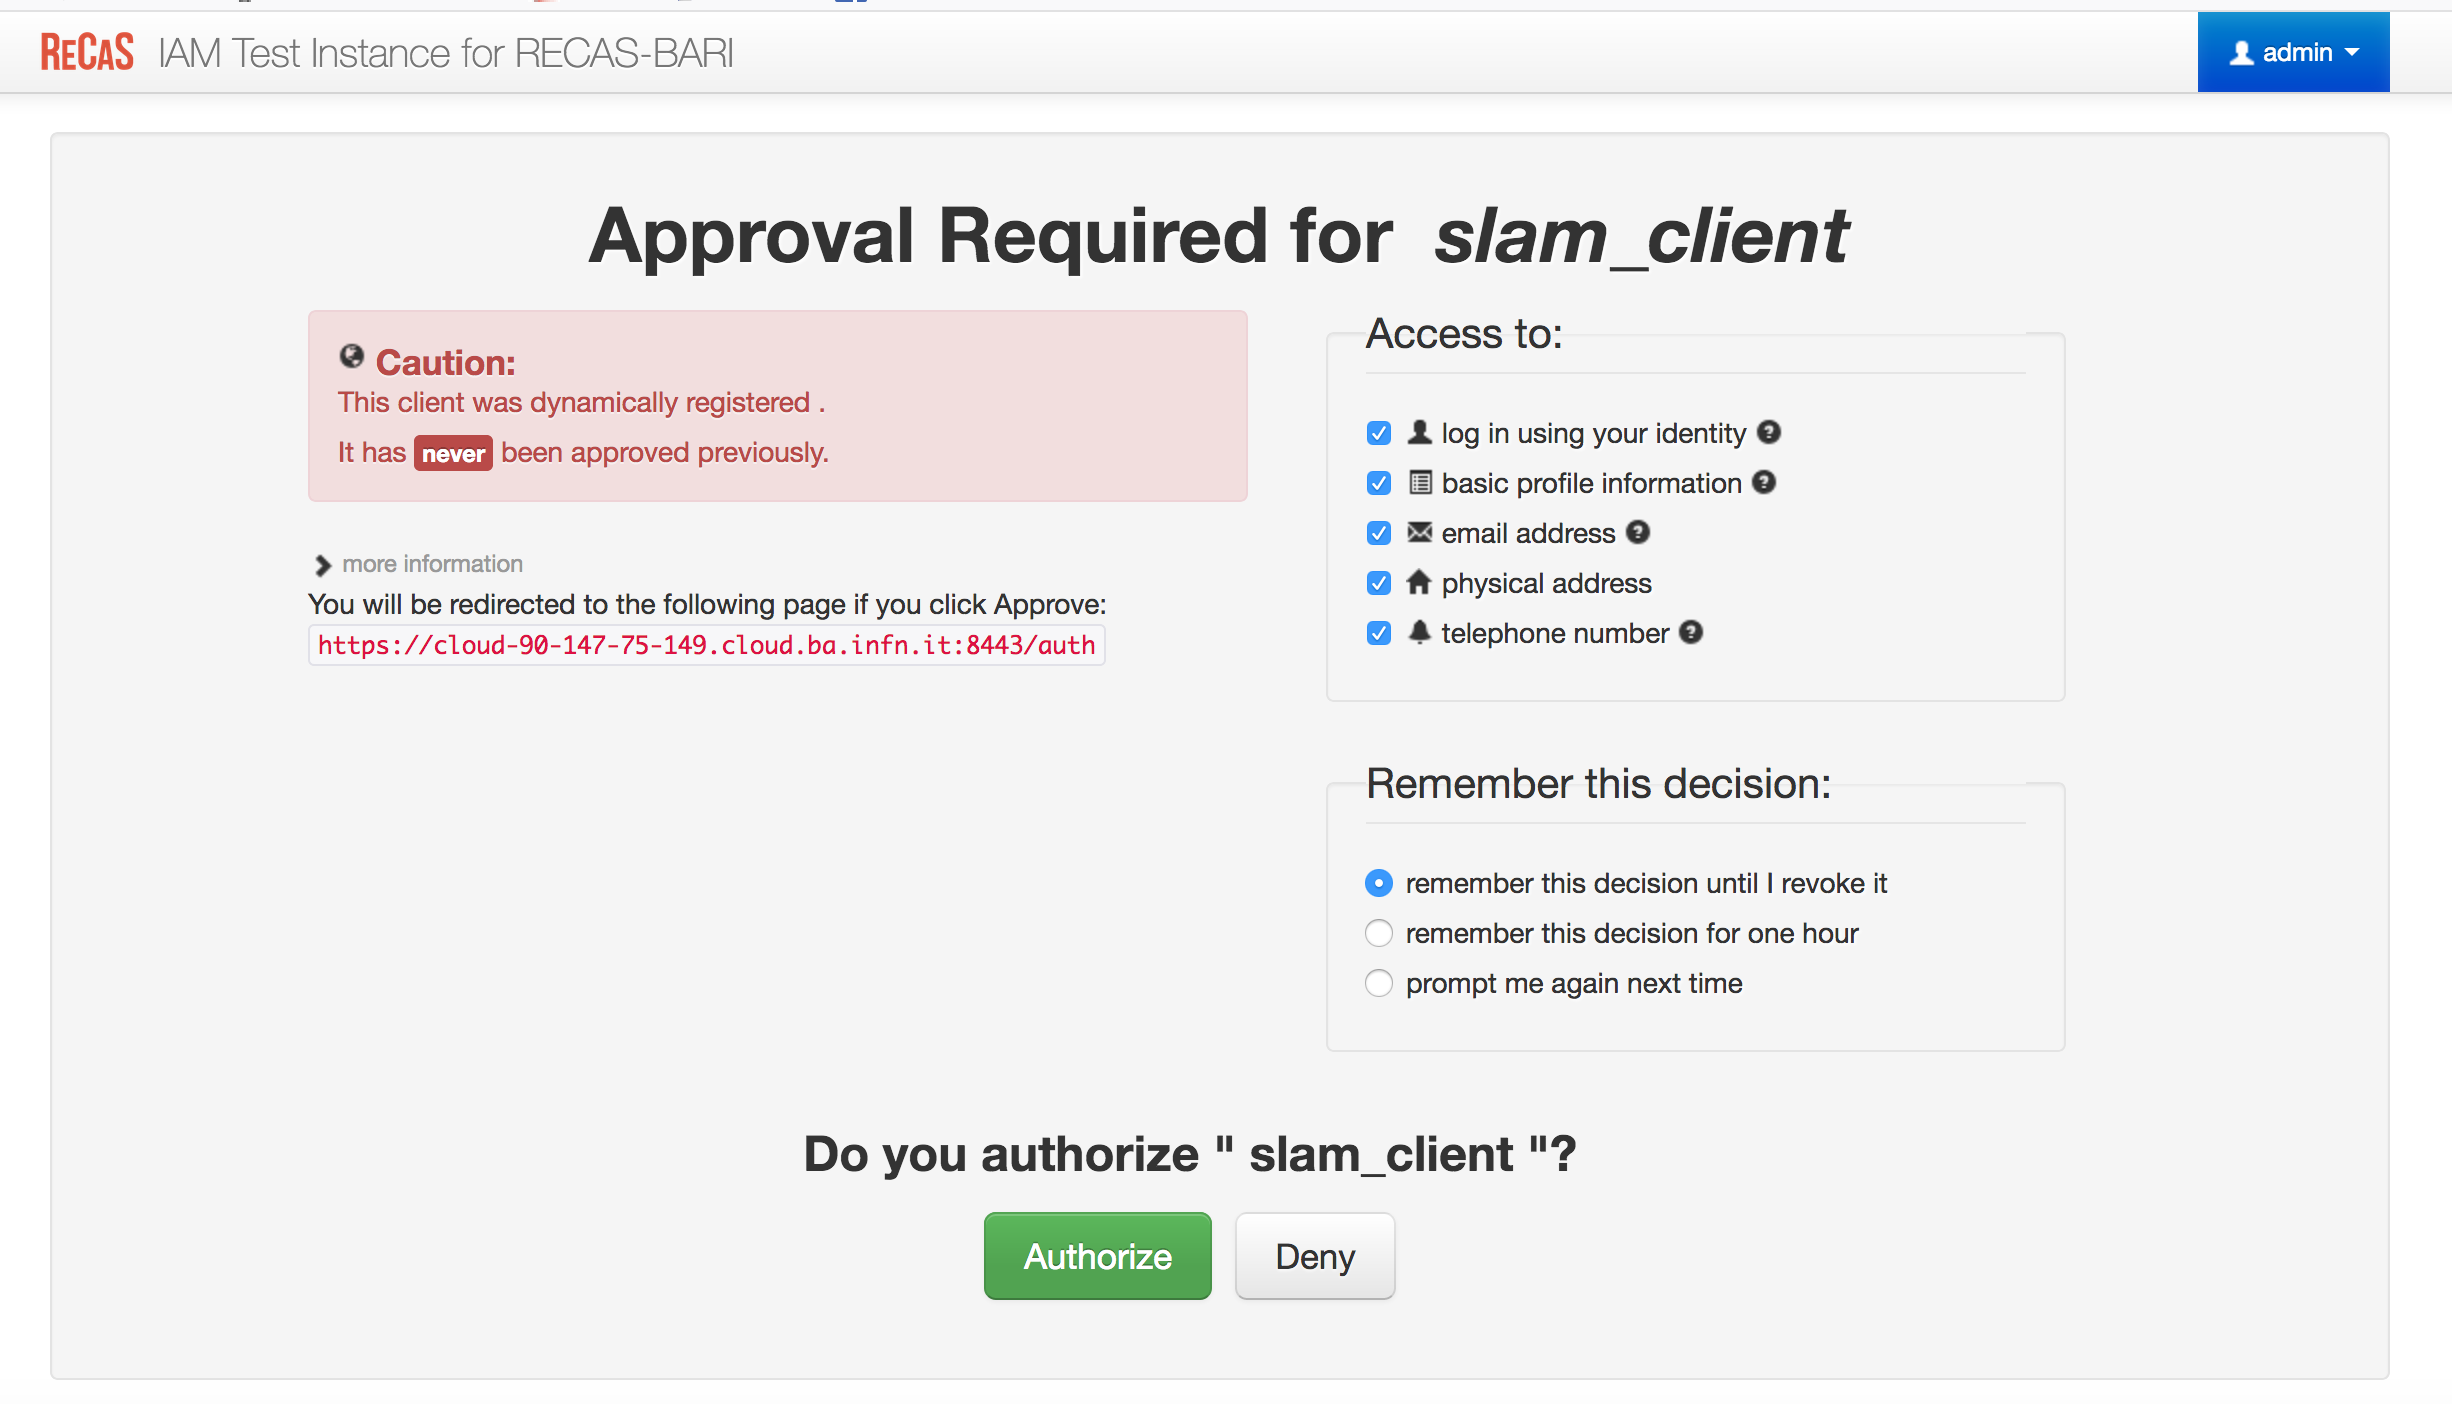 RECAS IAM Test Instance for RECAS-BARI
admin
Approval Required for slam_client
Caution:
This client was dynamically registered .
It has never been approved previously.
more information
You will be redirected to the following page if you click Approve:
https://cloud-90-147-75-149.cloud.ba.infn.it:8443/auth
Access to:
log in using your identity
basic profile information
email address
physical address
telephone number
Remember this decision:
remember this decision until I revoke it
remember this decision for one hour
prompt me again next time
Do you authorize " slam_client "?
Authorize
Deny